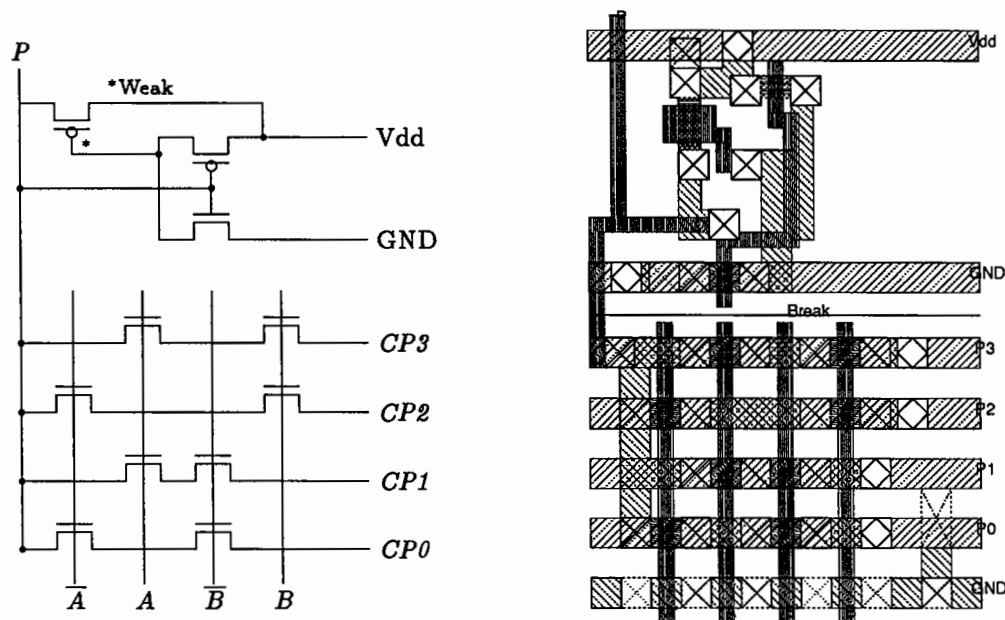 P
*Weak
*
Vdd
GND
CP3
CP2
CP1
CP0
A̅ A B̅ B
P
Vdd
GND
Break
P3
P2
P1
P0
GND